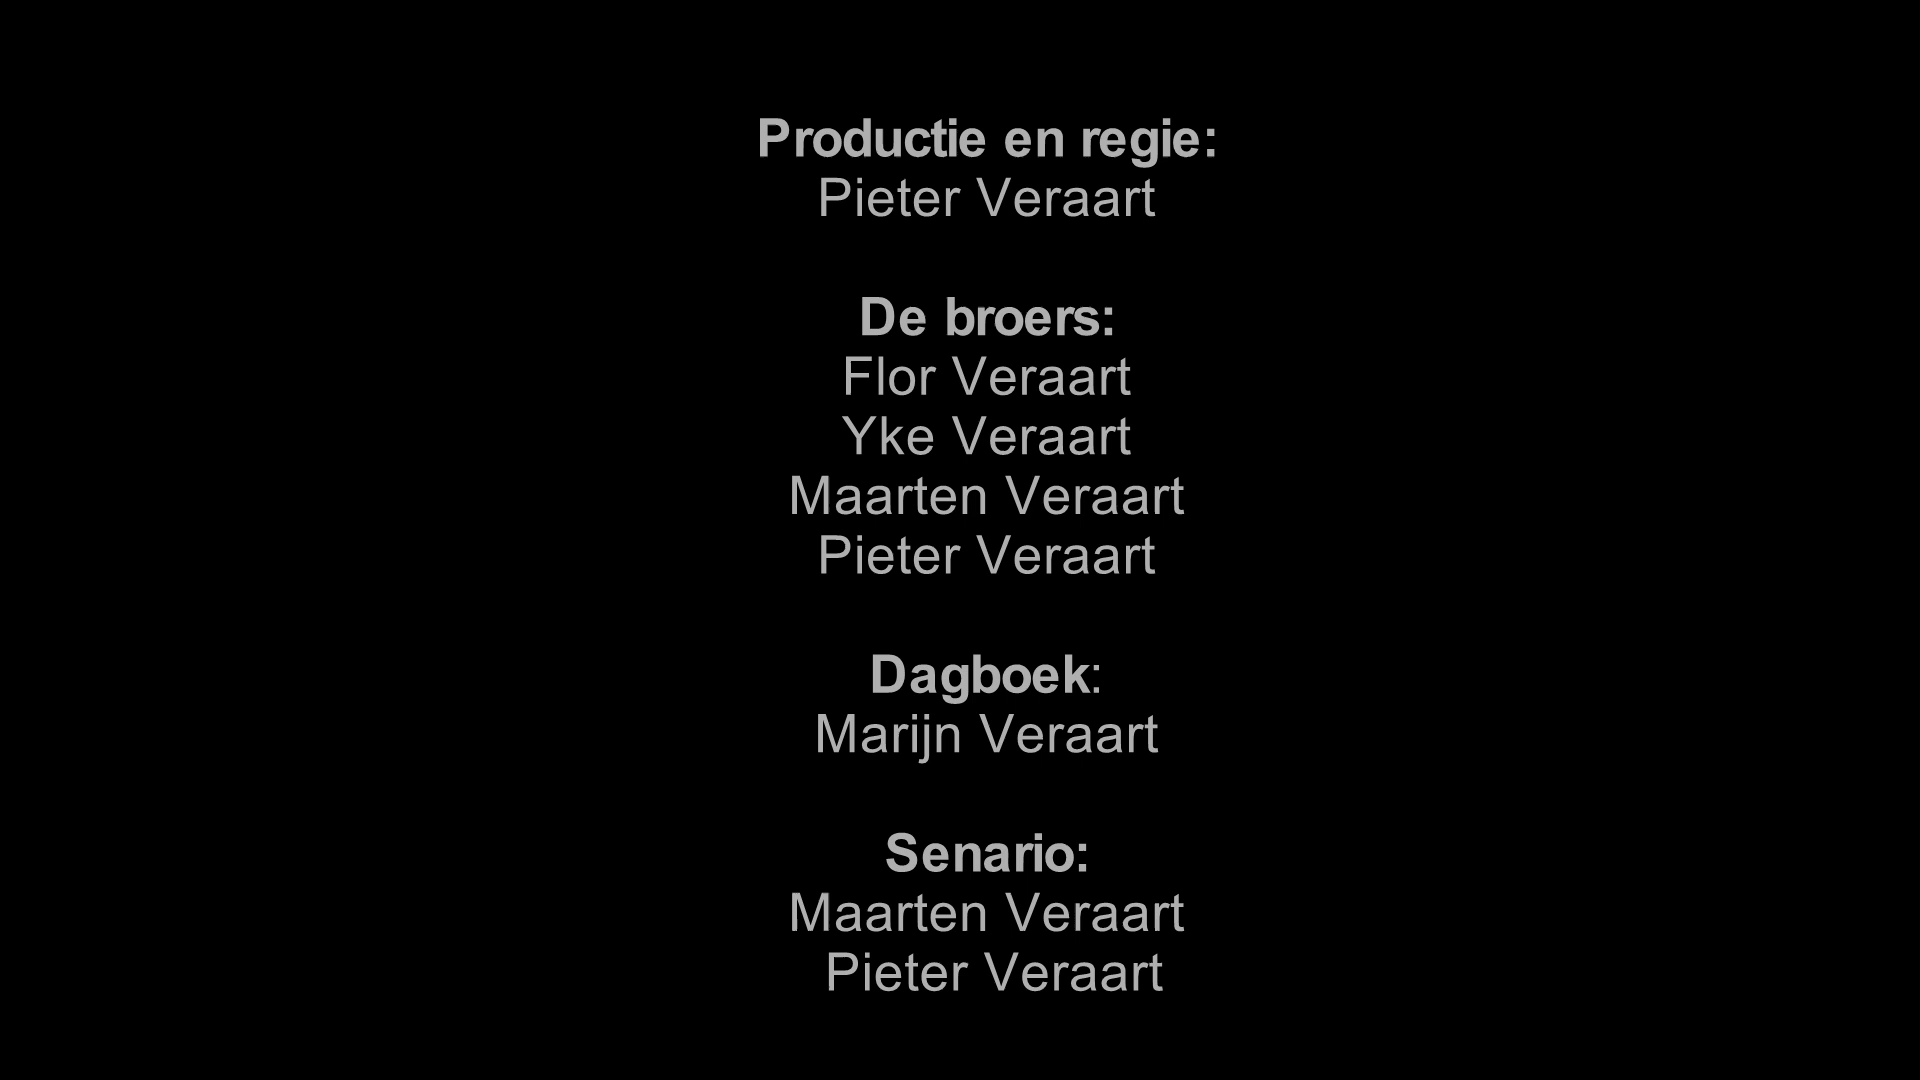 Productie en regie:
Pieter Veraart
De broers:
Flor Veraart
Yke Veraart
Maarten Veraart
Pieter Veraart
Dagboek:
Marijn Veraart
Senario:
Maarten Veraart
Pieter Veraart